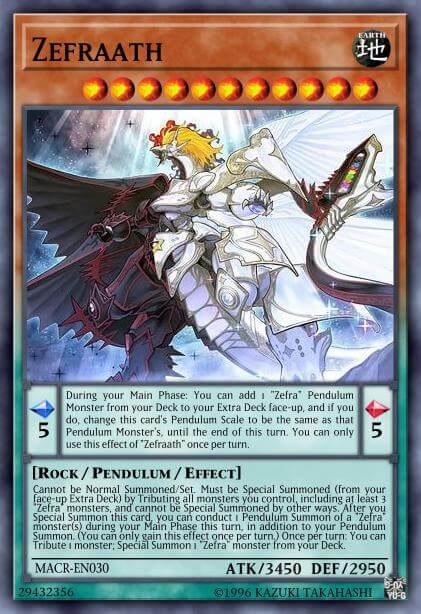 Zefraath
EARTH
地
During your Main Phase: You can add 1 "Zefra" Pendulum
Monster from your Deck to your Extra Deck face-up, and if you
do, change this card's Pendulum Scale to be the same as that
Pendulum Monster's, until the end of this turn. You can only
use this effect of "Zefraath" once per turn.
5
5
[Rock / Pendulum / Effect]
Cannot be Normal Summoned/Set. Must be Special Summoned (from your
face-up Extra Deck) by Tributing all monsters you control, including at least 3
"Zefra" monsters, and cannot be Special Summoned by other ways. After you
Special Summon this card, you can conduct 1 Pendulum Summon of a "Zefra"
monster(s) during your Main Phase this turn, in addition to your Pendulum
Summon. (You can only gain this effect once per turn.) Once per turn: You can
Tribute 1 monster; Special Summon 1 "Zefra" monster from your Deck.
MACR-EN030
ATK/3450 DEF/2950
29432356
©1996 KAZUKI TAKAHASHI